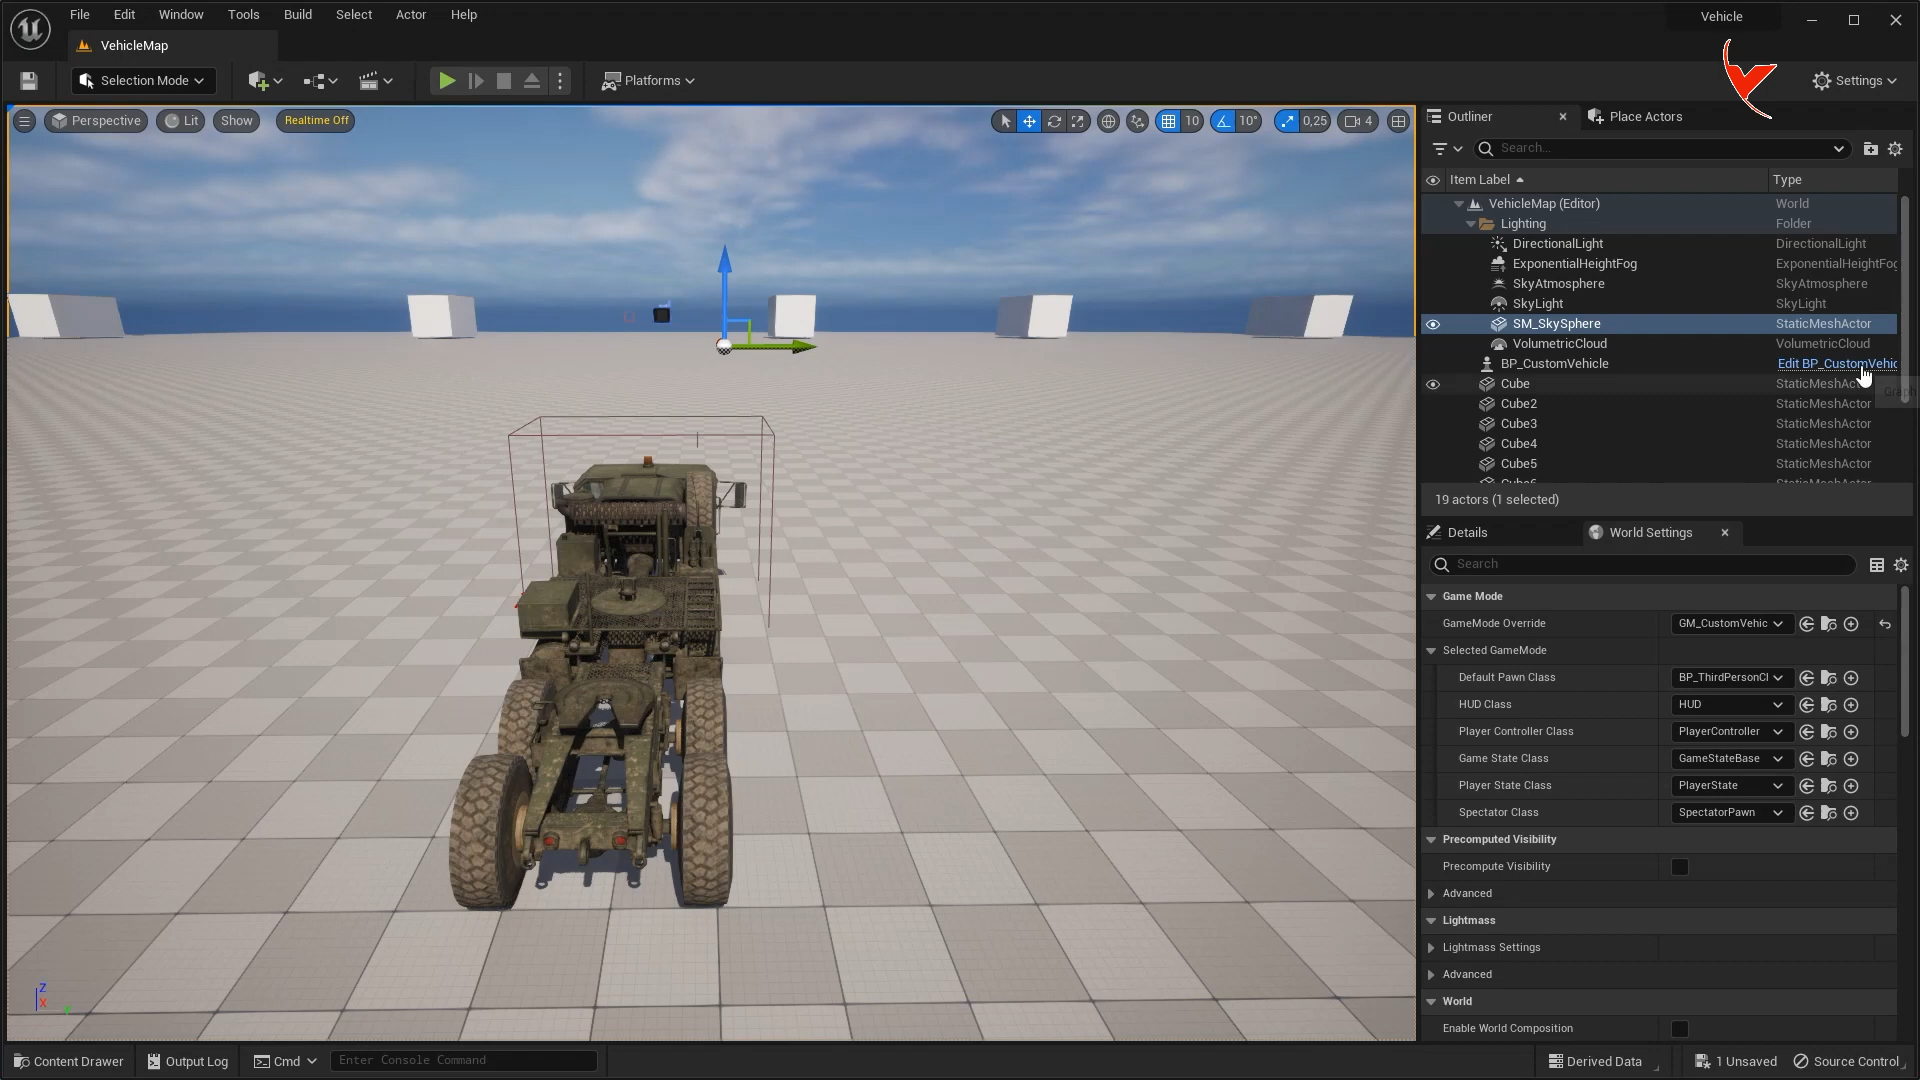 File Edit Window Tools Build Select Actor Help
Vehicle
VehicleMap
Selection Mode
Platforms
Settings
Perspective Lit Show Realtime Off
10 10° 0,25 4
Outliner Place Actors
Search...
Item Label Type
VehicleMap (Editor) World
Lighting Folder
DirectionalLight DirectionalLight
ExponentialHeightFog ExponentialHeightFog
SkyAtmosphere SkyAtmosphere
SkyLight SkyLight
SM_SkySphere StaticMeshActor
VolumetricCloud VolumetricCloud
BP_CustomVehicle Edit BP_CustomVehic
Cube StaticMeshAct
Cube2 StaticMeshActor
Cube3 StaticMeshActor
Cube4 StaticMeshActor
Cube5 StaticMeshActor
19 actors (1 selected)
Details World Settings
Search
Game Mode
GameMode Override GM_CustomVehic
Selected GameMode
Default Pawn Class BP_ThirdPersonCl
HUD Class HUD
Player Controller Class PlayerController
Game State Class GameStateBase
Player State Class PlayerState
Spectator Class SpectatorPawn
Precomputed Visibility
Precompute Visibility
Advanced
Lightmass
Lightmass Settings
Advanced
World
Enable World Composition
Z
X
Content Drawer Output Log Cmd Enter Console Command Derived Data 1 Unsaved Source Control